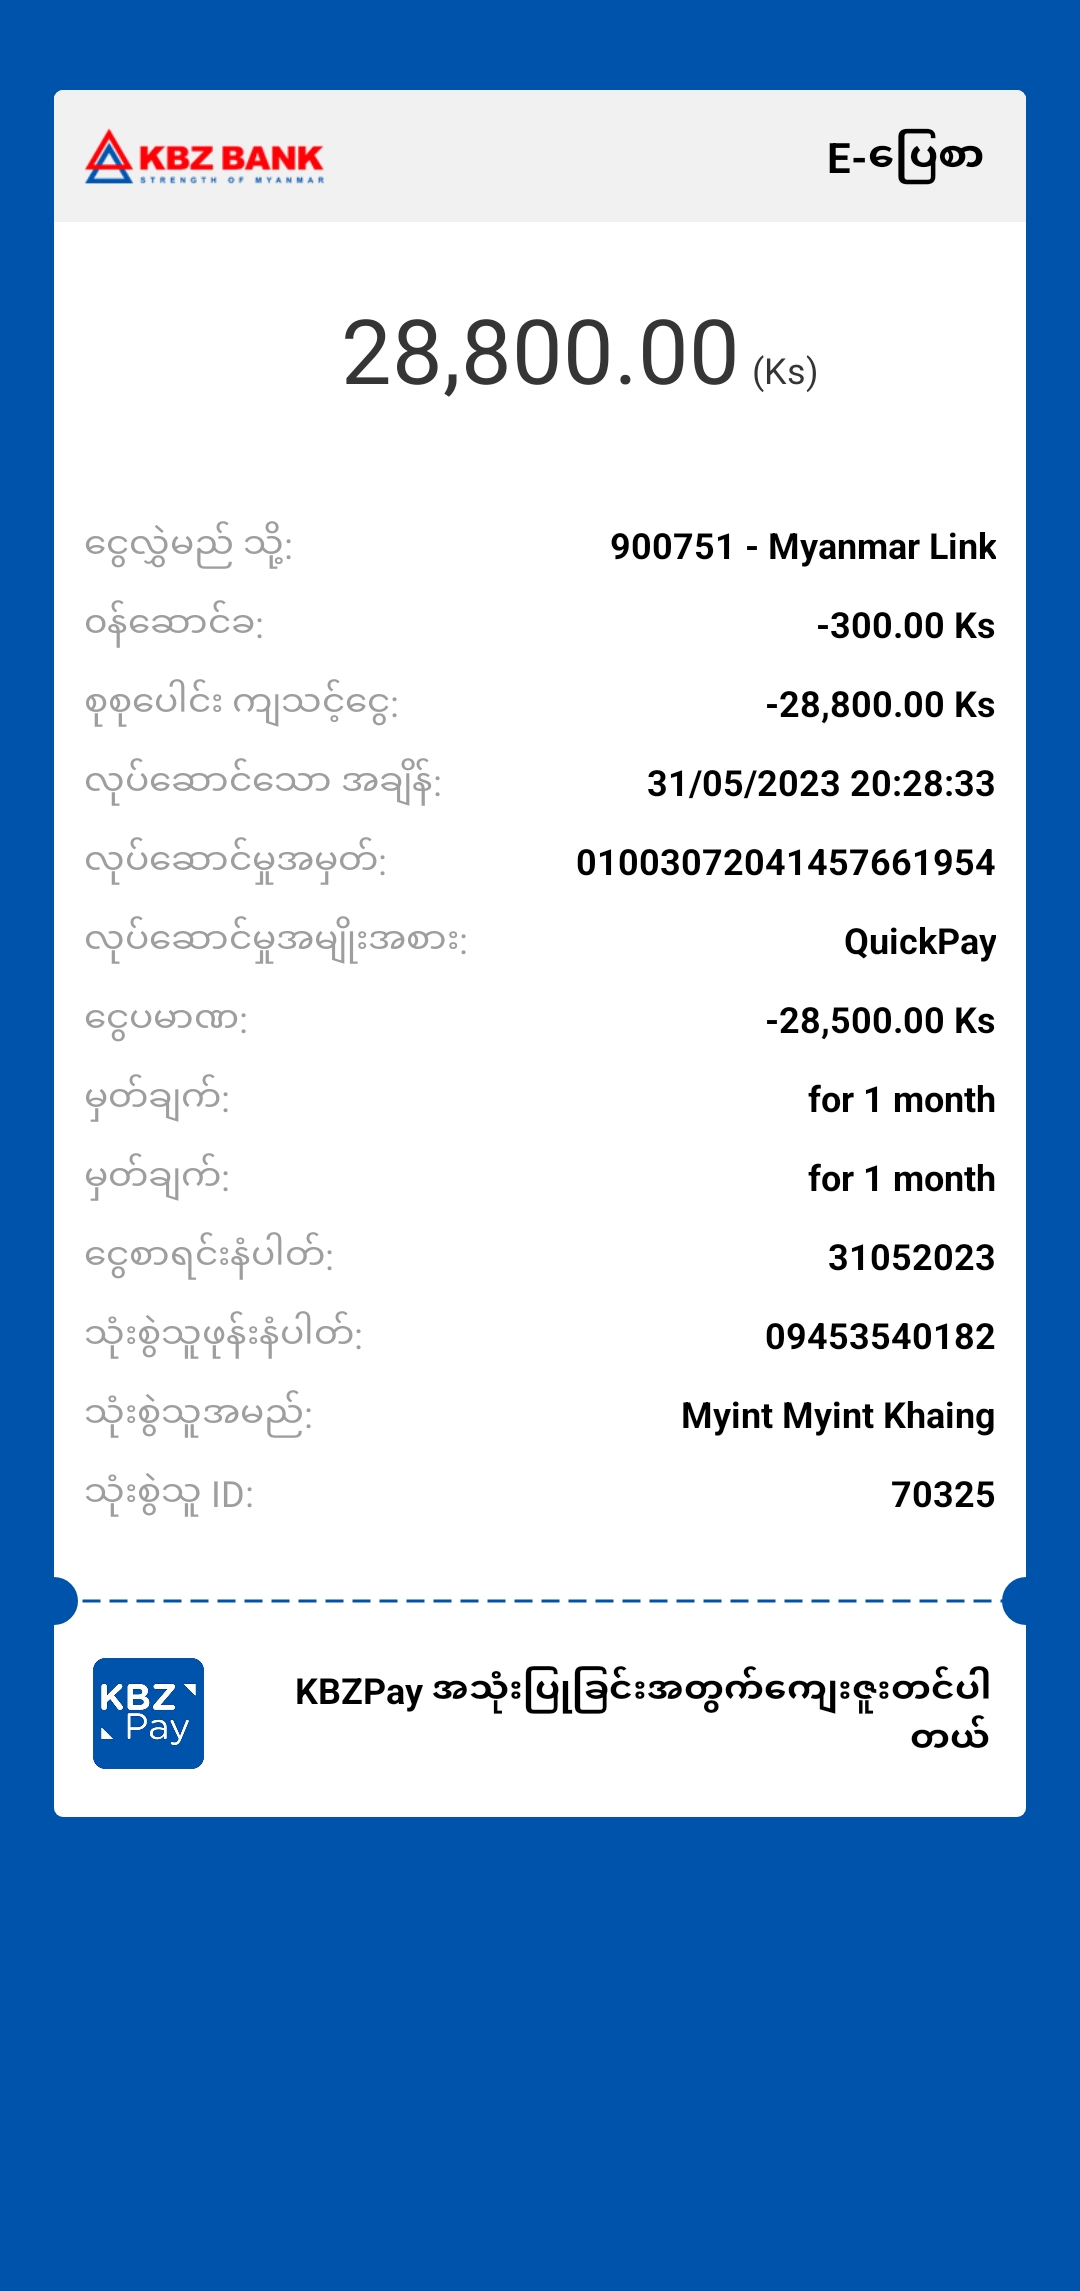 KBZ BANK
STRENGTH OF MYANMAR
E-ပြေစာ
28,800.00 (Ks)
ငွေလွှဲမည် သို့: 900751 - Myanmar Link
ဝန်ဆောင်ခ: -300.00 Ks
စုစုပေါင်း ကျသင့်ငွေ: -28,800.00 Ks
လုပ်ဆောင်သော အချိန်: 31/05/2023 20:28:33
လုပ်ဆောင်မှုအမှတ်: 01003072041457661954
လုပ်ဆောင်မှုအမျိုးအစား: QuickPay
ငွေပမာဏ: -28,500.00 Ks
မှတ်ချက်: for 1 month
မှတ်ချက်: for 1 month
ငွေစာရင်းနံပါတ်: 31052023
သုံးစွဲသူဖုန်းနံပါတ်: 09453540182
သုံးစွဲသူအမည်: Myint Myint Khaing
သုံးစွဲသူ ID: 70325
KBZ
Pay
KBZPay အသုံးပြုခြင်းအတွက်ကျေးဇူးတင်ပါ
တယ်